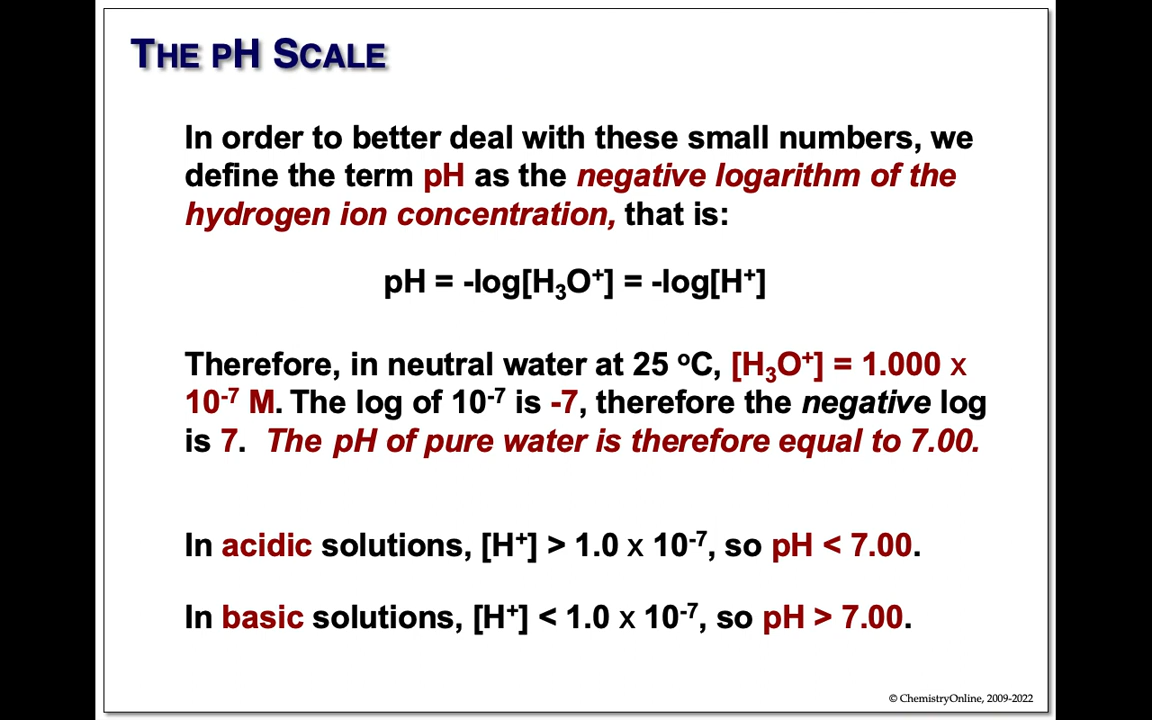 THE pH SCALE
In order to better deal with these small numbers, we
define the term pH as the negative logarithm of the
hydrogen ion concentration, that is:
pH = -log[H₃O⁺] = -log[H⁺]
Therefore, in neutral water at 25 ºC, [H₃O⁺] = 1.000 x
10⁻⁷ M. The log of 10⁻⁷ is -7, therefore the negative log
is 7. The pH of pure water is therefore equal to 7.00.
In acidic solutions, [H⁺] > 1.0 x 10⁻⁷, so pH < 7.00.
In basic solutions, [H⁺] < 1.0 x 10⁻⁷, so pH > 7.00.
© ChemistryOnline, 2009-2022